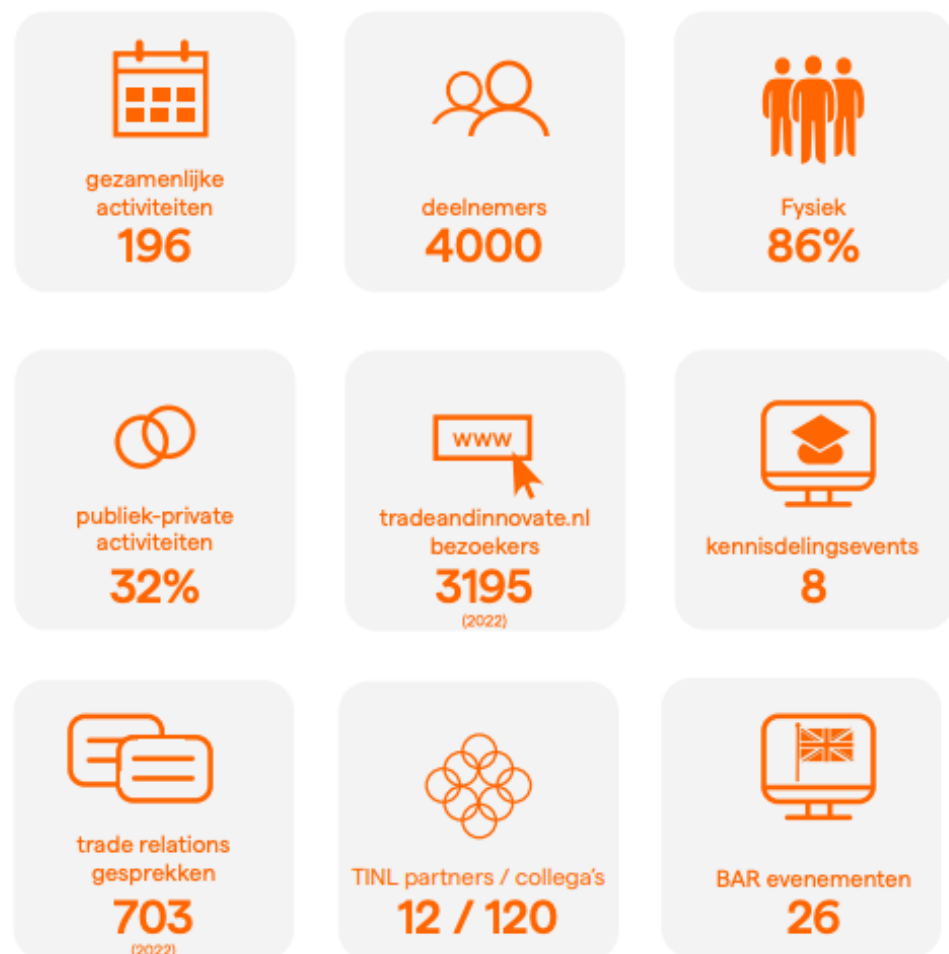 gezamenlijke
activiteiten
196
deelnemers
4000
Fysiek
86%
publiek-private
activiteiten
32%
www
tradeandinnovate.nl
bezoekers
3195
(2022)
kennisdelingsevents
8
trade relations
gesprekken
703
(2022)
TINL partners / collega's
12 / 120
BAR evenementen
26